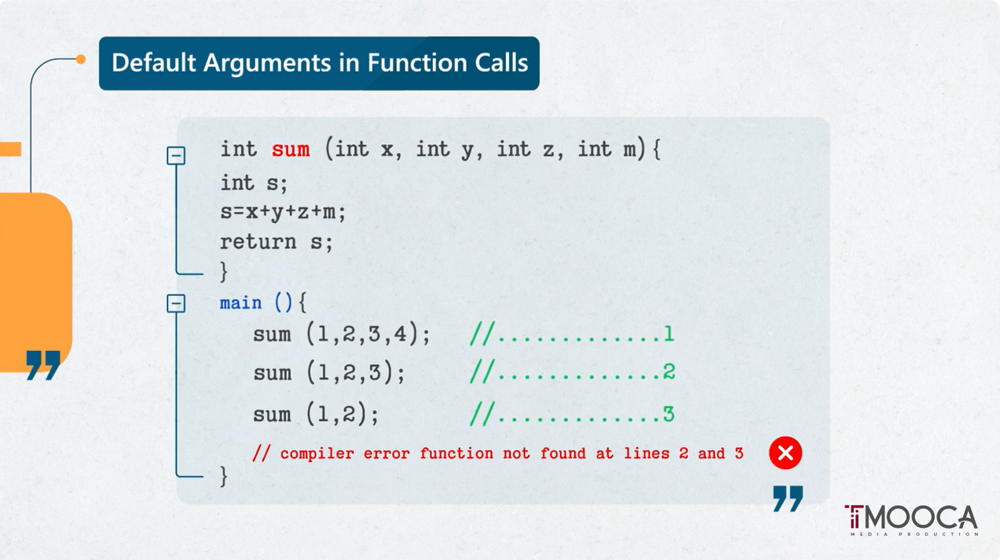 Default Arguments in Function Calls
int sum (int x, int y, int z, int m){
int s;
s=x+y+z+m;
return s;
}
main (){
sum (1,2,3,4); //.............1
sum (1,2,3); //.............2
sum (1,2); //.............3
// compiler error function not found at lines 2 and 3
}
TMOOCA
MEDIA PRODUCTION